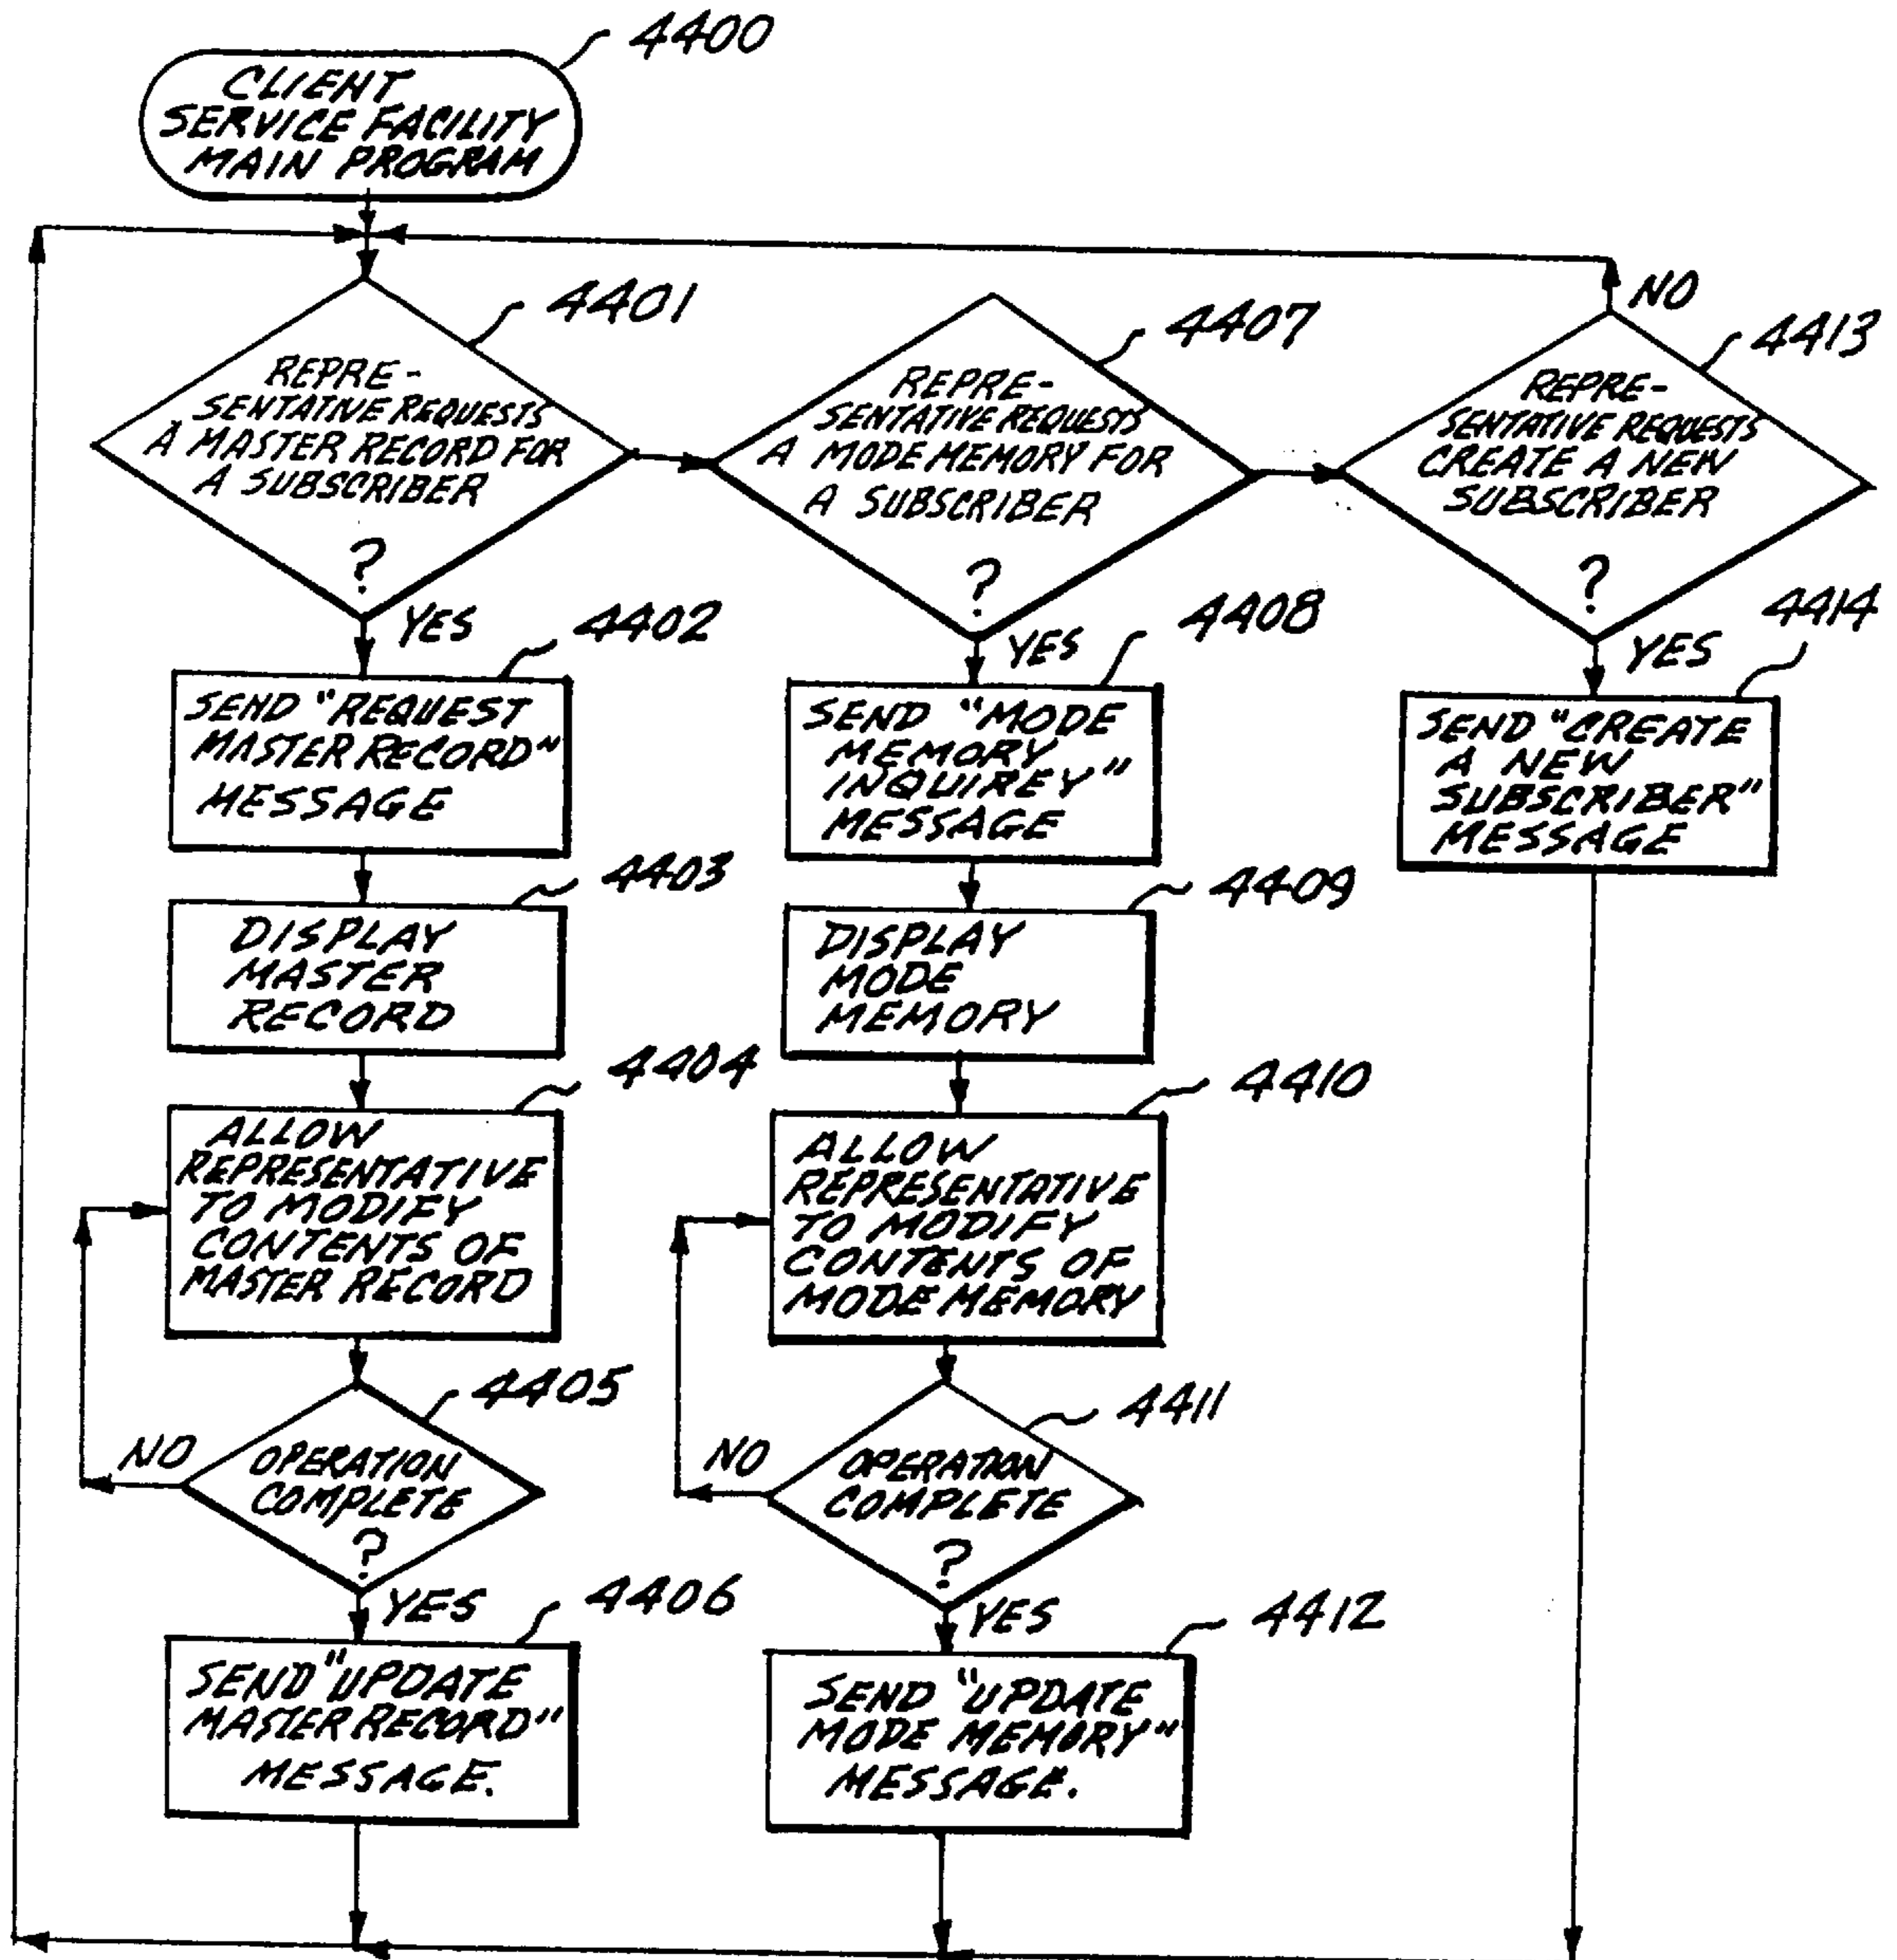 4400
CLIENT
SERVICE FACILITY
MAIN PROGRAM
4401
REPRE-
SENTATIVE REQUESTS
A MASTER RECORD FOR
A SUBSCRIBER
?
YES
4402
SEND "REQUEST
MASTER RECORD"
MESSAGE
4403
DISPLAY
MASTER
RECORD
4404
ALLOW
REPRESENTATIVE
TO MODIFY
CONTENTS OF
MASTER RECORD
4405
NO
OPERATION
COMPLETE
?
YES
4406
SEND "UPDATE
MASTER RECORD"
MESSAGE.
4407
REPRE-
SENTATIVE REQUESTS
A MODE MEMORY FOR
A SUBSCRIBER
?
YES
4408
SEND "MODE
MEMORY
INQUIREY"
MESSAGE
4409
DISPLAY
MODE
MEMORY
4410
ALLOW
REPRESENTATIVE
TO MODIFY
CONTENTS OF
MODE MEMORY
4411
NO
OPERATION
COMPLETE
?
YES
4412
SEND "UPDATE
MODE MEMORY"
MESSAGE.
NO
4413
REPRE-
SENTATIVE REQUESTS
CREATE A NEW
SUBSCRIBER
?
YES
4414
SEND "CREATE
A NEW
SUBSCRIBER"
MESSAGE